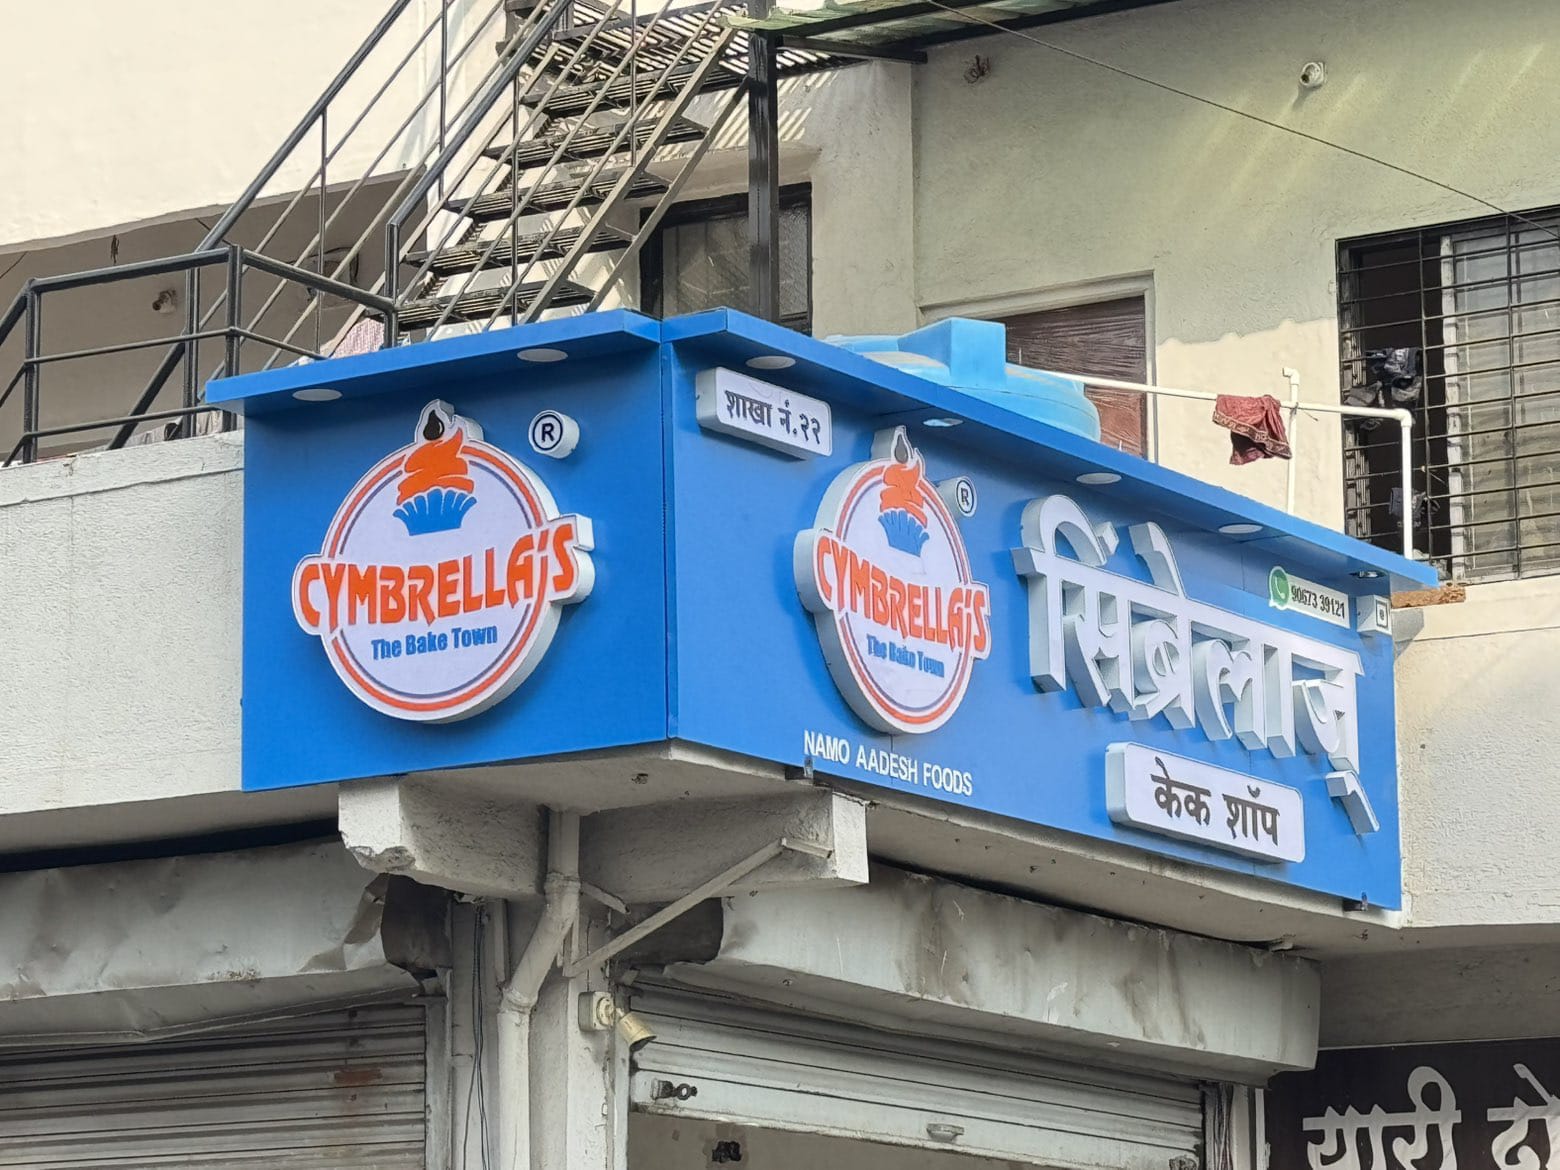 ®
CYMBRELLA'S
The Bake Town
शाखा नं.२२
®
CYMBRELLA'S
The Bake Town
सिंब्रेलाज्
90673 39121
NAMO AADESH FOODS
केक शॉप